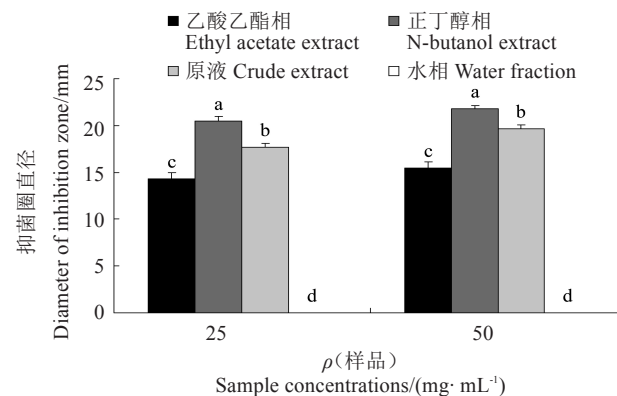 乙酸乙酯相 正丁醇相
Ethyl acetate extract N-butanol extract
原液 Crude extract 水相 Water fraction
抑菌圈直径
Diameter of inhibition zone/mm
25
20
15
10
5
0
c a b d
c a b d
25 50
ρ(样品)
Sample concentrations/(mg· mL⁻¹)